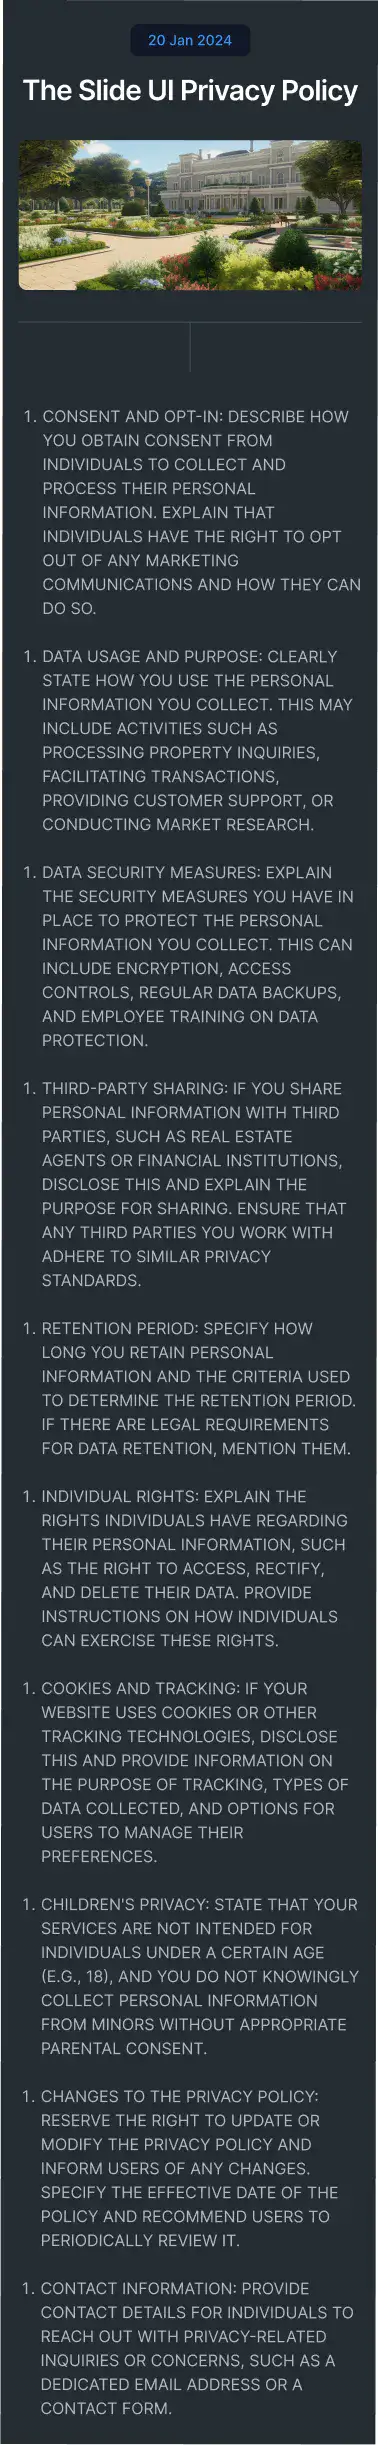 20 Jan 2024
The Slide UI Privacy Policy
1. CONSENT AND OPT-IN: DESCRIBE HOW
YOU OBTAIN CONSENT FROM
INDIVIDUALS TO COLLECT AND
PROCESS THEIR PERSONAL
INFORMATION. EXPLAIN THAT
INDIVIDUALS HAVE THE RIGHT TO OPT
OUT OF ANY MARKETING
COMMUNICATIONS AND HOW THEY CAN
DO SO.
1. DATA USAGE AND PURPOSE: CLEARLY
STATE HOW YOU USE THE PERSONAL
INFORMATION YOU COLLECT. THIS MAY
INCLUDE ACTIVITIES SUCH AS
PROCESSING PROPERTY INQUIRIES,
FACILITATING TRANSACTIONS,
PROVIDING CUSTOMER SUPPORT, OR
CONDUCTING MARKET RESEARCH.
1. DATA SECURITY MEASURES: EXPLAIN
THE SECURITY MEASURES YOU HAVE IN
PLACE TO PROTECT THE PERSONAL
INFORMATION YOU COLLECT. THIS CAN
INCLUDE ENCRYPTION, ACCESS
CONTROLS, REGULAR DATA BACKUPS,
AND EMPLOYEE TRAINING ON DATA
PROTECTION.
1. THIRD-PARTY SHARING: IF YOU SHARE
PERSONAL INFORMATION WITH THIRD
PARTIES, SUCH AS REAL ESTATE
AGENTS OR FINANCIAL INSTITUTIONS,
DISCLOSE THIS AND EXPLAIN THE
PURPOSE FOR SHARING. ENSURE THAT
ANY THIRD PARTIES YOU WORK WITH
ADHERE TO SIMILAR PRIVACY
STANDARDS.
1. RETENTION PERIOD: SPECIFY HOW
LONG YOU RETAIN PERSONAL
INFORMATION AND THE CRITERIA USED
TO DETERMINE THE RETENTION PERIOD.
IF THERE ARE LEGAL REQUIREMENTS
FOR DATA RETENTION, MENTION THEM.
1. INDIVIDUAL RIGHTS: EXPLAIN THE
RIGHTS INDIVIDUALS HAVE REGARDING
THEIR PERSONAL INFORMATION, SUCH
AS THE RIGHT TO ACCESS, RECTIFY,
AND DELETE THEIR DATA. PROVIDE
INSTRUCTIONS ON HOW INDIVIDUALS
CAN EXERCISE THESE RIGHTS.
1. COOKIES AND TRACKING: IF YOUR
WEBSITE USES COOKIES OR OTHER
TRACKING TECHNOLOGIES, DISCLOSE
THIS AND PROVIDE INFORMATION ON
THE PURPOSE OF TRACKING, TYPES OF
DATA COLLECTED, AND OPTIONS FOR
USERS TO MANAGE THEIR
PREFERENCES.
1. CHILDREN'S PRIVACY: STATE THAT YOUR
SERVICES ARE NOT INTENDED FOR
INDIVIDUALS UNDER A CERTAIN AGE
(E.G., 18), AND YOU DO NOT KNOWINGLY
COLLECT PERSONAL INFORMATION
FROM MINORS WITHOUT APPROPRIATE
PARENTAL CONSENT.
1. CHANGES TO THE PRIVACY POLICY:
RESERVE THE RIGHT TO UPDATE OR
MODIFY THE PRIVACY POLICY AND
INFORM USERS OF ANY CHANGES.
SPECIFY THE EFFECTIVE DATE OF THE
POLICY AND RECOMMEND USERS TO
PERIODICALLY REVIEW IT.
1. CONTACT INFORMATION: PROVIDE
CONTACT DETAILS FOR INDIVIDUALS TO
REACH OUT WITH PRIVACY-RELATED
INQUIRIES OR CONCERNS, SUCH AS A
DEDICATED EMAIL ADDRESS OR A
CONTACT FORM.